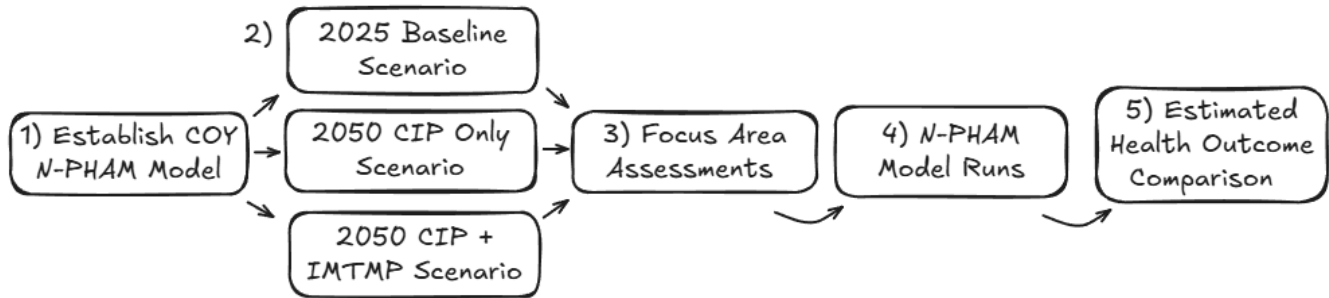 1) Establish COY
N-PHAM Model
2)
2025 Baseline
Scenario
2050 CIP Only
Scenario
2050 CIP +
IMTMP Scenario
3) Focus Area
Assessments
4) N-PHAM
Model Runs
5) Estimated
Health Outcome
Comparison